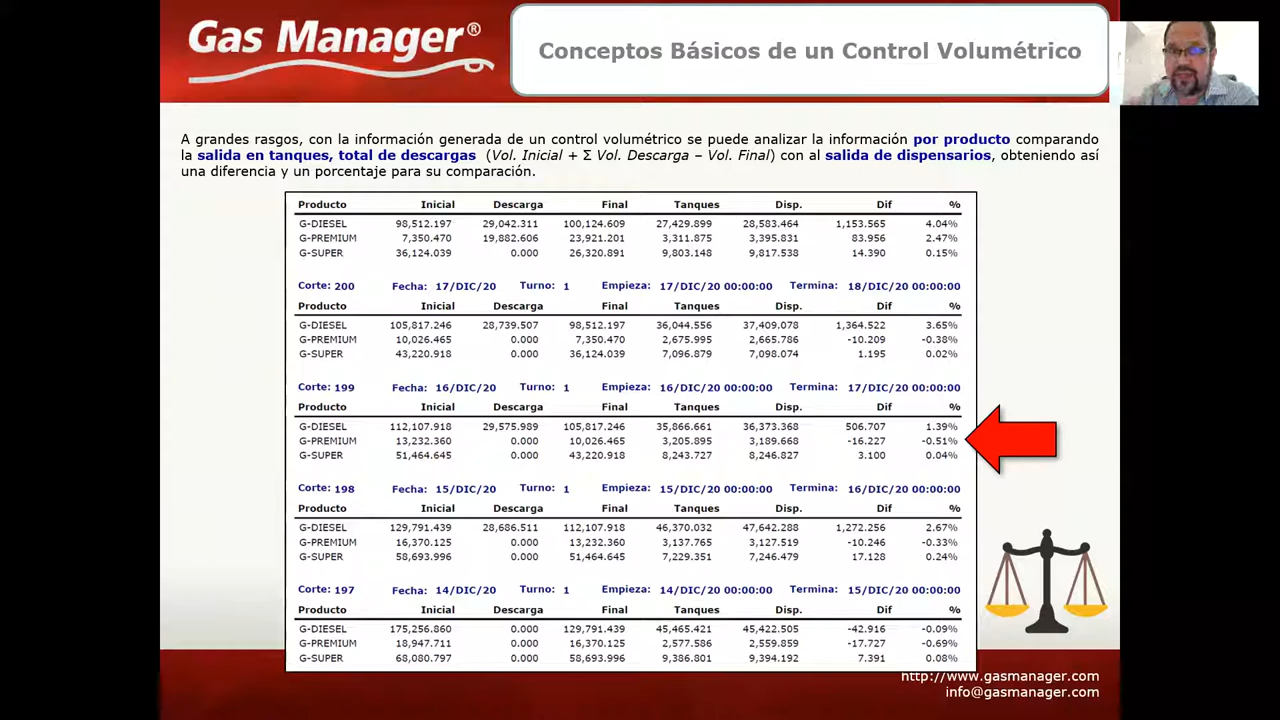 Gas Manager®
Conceptos Básicos de un Control Volumétrico
A grandes rasgos, con la información generada de un control volumétrico se puede analizar la información por producto comparando
la salida en tanques, total de descargas (Vol. Inicial + Σ Vol. Descarga – Vol. Final) con al salida de dispensarios, obteniendo así
una diferencia y un porcentaje para su comparación.
Producto Inicial Descarga Final Tanques Disp. Dif %
G-DIESEL 98,512.197 29,042.311 100,124.609 27,429.899 28,583.464 1,153.565 4.04%
G-PREMIUM 7,350.470 19,882.606 23,921.201 3,311.875 3,395.831 83.956 2.47%
G-SUPER 36,124.039 0.000 26,320.891 9,803.148 9,817.538 14.390 0.15%
Corte: 200 Fecha: 17/DIC/20 Turno: 1 Empieza: 17/DIC/20 00:00:00 Termina: 18/DIC/20 00:00:00
Producto Inicial Descarga Final Tanques Disp. Dif %
G-DIESEL 105,817.246 28,739.507 98,512.197 36,044.556 37,409.078 1,364.522 3.65%
G-PREMIUM 10,026.465 0.000 7,350.470 2,675.995 2,665.786 -10.209 -0.38%
G-SUPER 43,220.918 0.000 36,124.039 7,096.879 7,098.074 1.195 0.02%
Corte: 199 Fecha: 16/DIC/20 Turno: 1 Empieza: 16/DIC/20 00:00:00 Termina: 17/DIC/20 00:00:00
Producto Inicial Descarga Final Tanques Disp. Dif %
G-DIESEL 112,107.918 29,575.989 105,817.246 35,866.661 36,373.368 506.707 1.39%
G-PREMIUM 13,232.360 0.000 10,026.465 3,205.895 3,189.668 -16.227 -0.51%
G-SUPER 51,464.645 0.000 43,220.918 8,243.727 8,246.827 3.100 0.04%
Corte: 198 Fecha: 15/DIC/20 Turno: 1 Empieza: 15/DIC/20 00:00:00 Termina: 16/DIC/20 00:00:00
Producto Inicial Descarga Final Tanques Disp. Dif %
G-DIESEL 129,791.439 28,686.511 112,107.918 46,370.032 47,642.288 1,272.256 2.67%
G-PREMIUM 16,370.125 0.000 13,232.360 3,137.765 3,127.519 -10.246 -0.33%
G-SUPER 58,693.996 0.000 51,464.645 7,229.351 7,246.479 17.128 0.24%
Corte: 197 Fecha: 14/DIC/20 Turno: 1 Empieza: 14/DIC/20 00:00:00 Termina: 15/DIC/20 00:00:00
Producto Inicial Descarga Final Tanques Disp. Dif %
G-DIESEL 175,256.860 0.000 129,791.439 45,465.421 45,422.505 -42.916 -0.09%
G-PREMIUM 18,947.711 0.000 16,370.125 2,577.586 2,559.859 -17.727 -0.69%
G-SUPER 68,080.797 0.000 58,693.996 9,386.801 9,394.192 7.391 0.08%
http://www.gasmanager.com
info@gasmanager.com